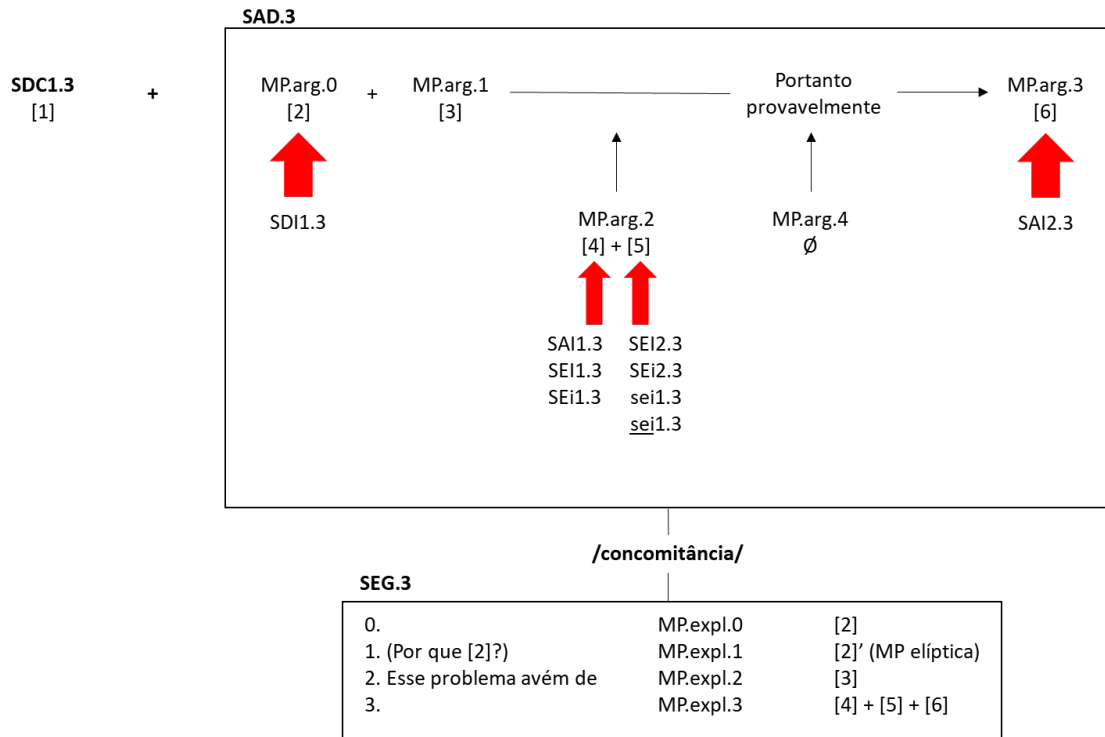 SAD.3
SDC1.3 + MP.arg.0 + MP.arg.1 Portanto MP.arg.3
[1] [2] [3] provavelmente [6]
SDI1.3 MP.arg.2 MP.arg.4 SAI2.3
[4] + [5] Ø
SAI1.3 SEI2.3
SEI1.3 SEi2.3
SEi1.3 sei1.3
sei1.3
/concomitância/
SEG.3
0. MP.expl.0 [2]
1. (Por que [2]?) MP.expl.1 [2]’ (MP elíptica)
2. Esse problema avém de MP.expl.2 [3]
3. MP.expl.3 [4] + [5] + [6]